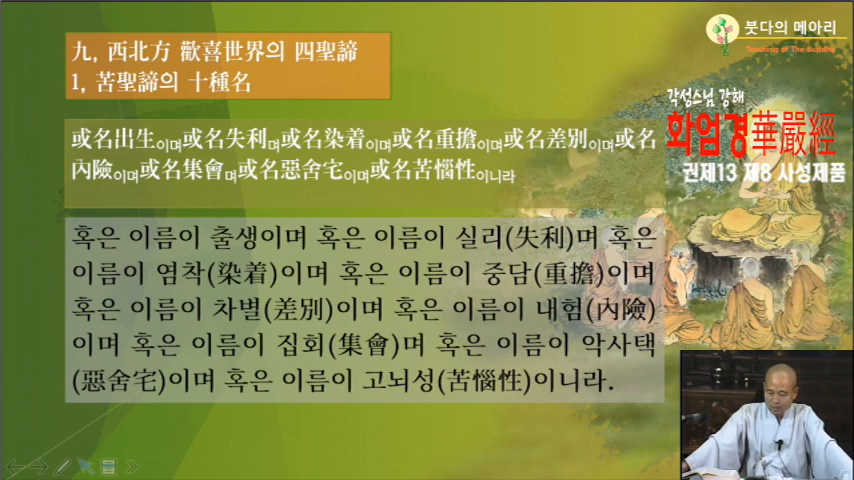 붓다의 메아리
Teaching of The Buddha
九, 西北方 歡喜世界의 四聖諦
1, 苦聖諦의 十種名
각성스님 강해
화엄경華嚴經
권제13 제8 사성제품
或名出生이며或名失利며或名染着이며或名重擔이며或名差別이며或名
內險이며或名集會며或名惡舍宅이며或名苦惱性이니라
혹은 이름이 출생이며 혹은 이름이 실리(失利)며 혹은
이름이 염착(染着)이며 혹은 이름이 중담(重擔)이며
혹은 이름이 차별(差別)이며 혹은 이름이 내험(內險)
이며 혹은 이름이 집회(集會)며 혹은 이름이 악사택
(惡舍宅)이며 혹은 이름이 고뇌성(苦惱性)이니라.